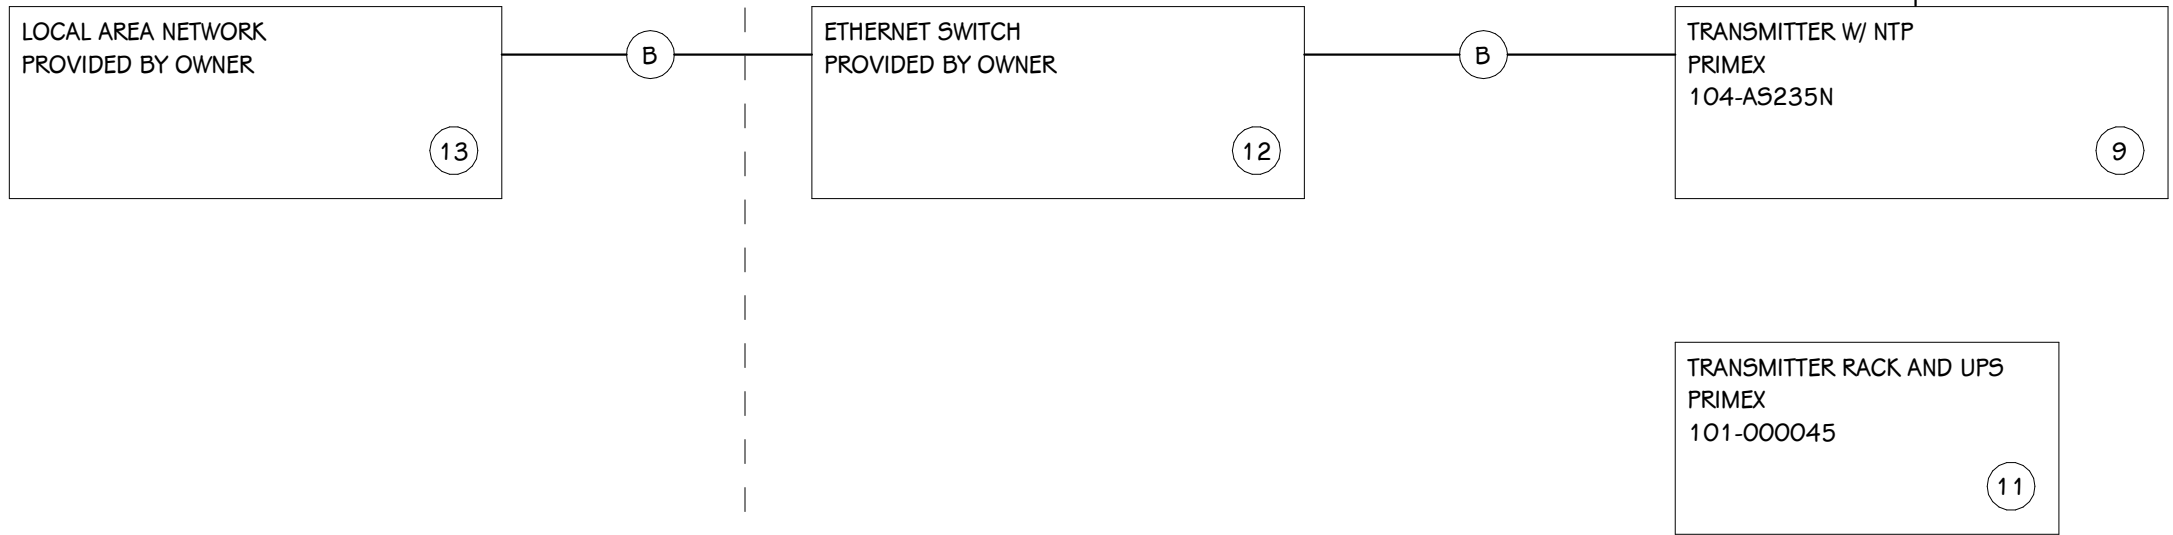 LOCAL AREA NETWORK
PROVIDED BY OWNER
13
B
ETHERNET SWITCH
PROVIDED BY OWNER
12
B
TRANSMITTER W/ NTP
PRIMEX
104-AS235N
9
TRANSMITTER RACK AND UPS
PRIMEX
101-000045
11